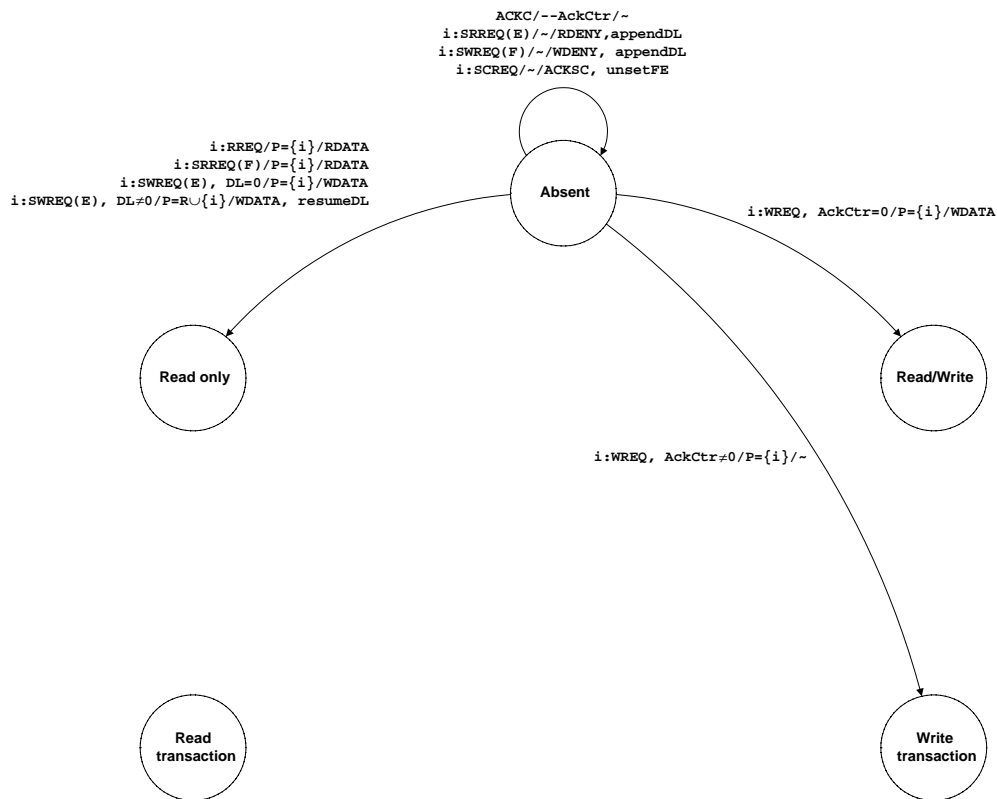 ACKC/--AckCtr/~
i:SRREQ(E)/~/RDENY,appendDL
i:SWREQ(F)/~/WDENY, appendDL
i:SCREQ/~/ACKSC, unsetFE
i:RREQ/P={i}/RDATA
i:SRREQ(F)/P={i}/RDATA
i:SWREQ(E), DL=0/P={i}/WDATA
i:SWREQ(E), DL≠0/P=R∪{i}/WDATA, resumeDL
Absent
i:WREQ, AckCtr=0/P={i}/WDATA
Read only
Read/Write
i:WREQ, AckCtr≠0/P={i}/~
Read
transaction
Write
transaction